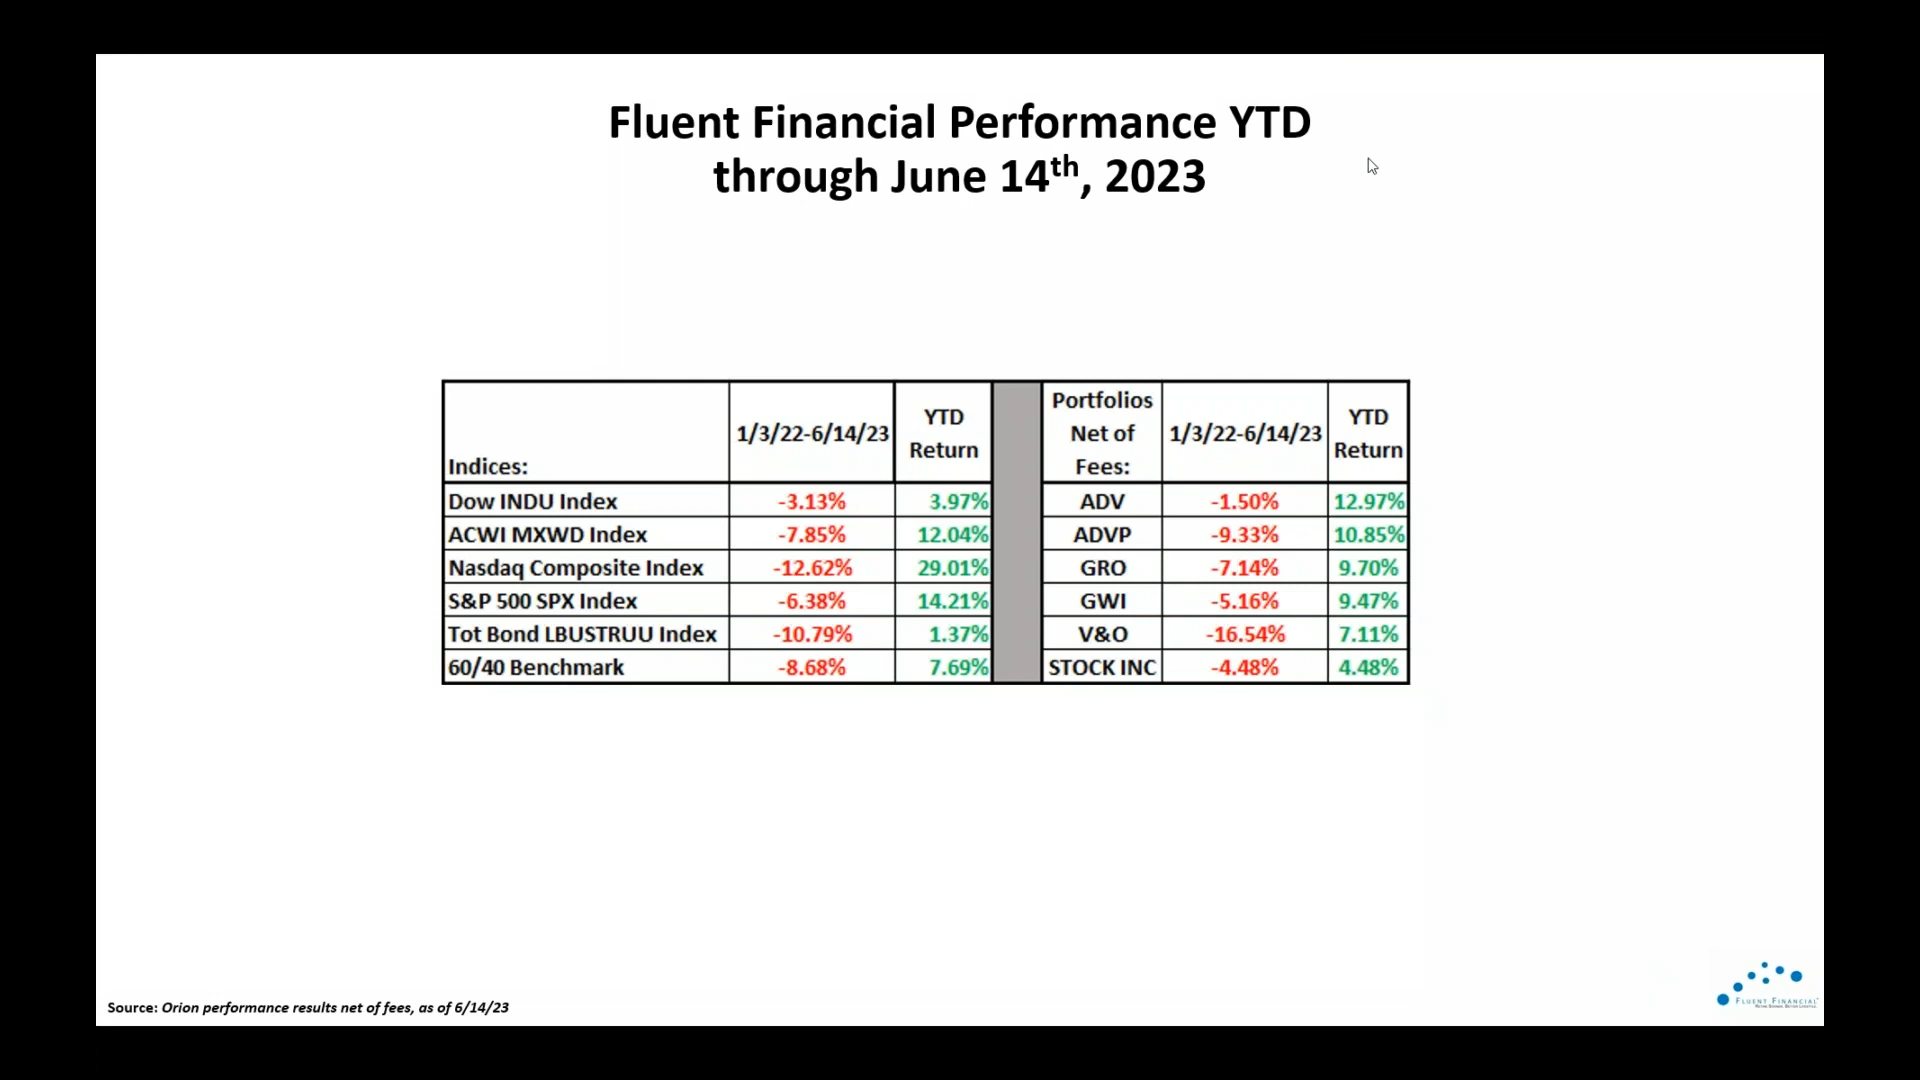 Fluent Financial Performance YTD
through June 14th, 2023
Indices: 1/3/22-6/14/23 YTD Return Portfolios Net of Fees: 1/3/22-6/14/23 YTD Return
Dow INDU Index -3.13% 3.97% ADV -1.50% 12.97%
ACWI MXWD Index -7.85% 12.04% ADVP -9.33% 10.85%
Nasdaq Composite Index -12.62% 29.01% GRO -7.14% 9.70%
S&P 500 SPX Index -6.38% 14.21% GWI -5.16% 9.47%
Tot Bond LBUSTRUU Index -10.79% 1.37% V&O -16.54% 7.11%
60/40 Benchmark -8.68% 7.69% STOCK INC -4.48% 4.48%
Source: Orion performance results net of fees, as of 6/14/23
FLUENT FINANCIAL